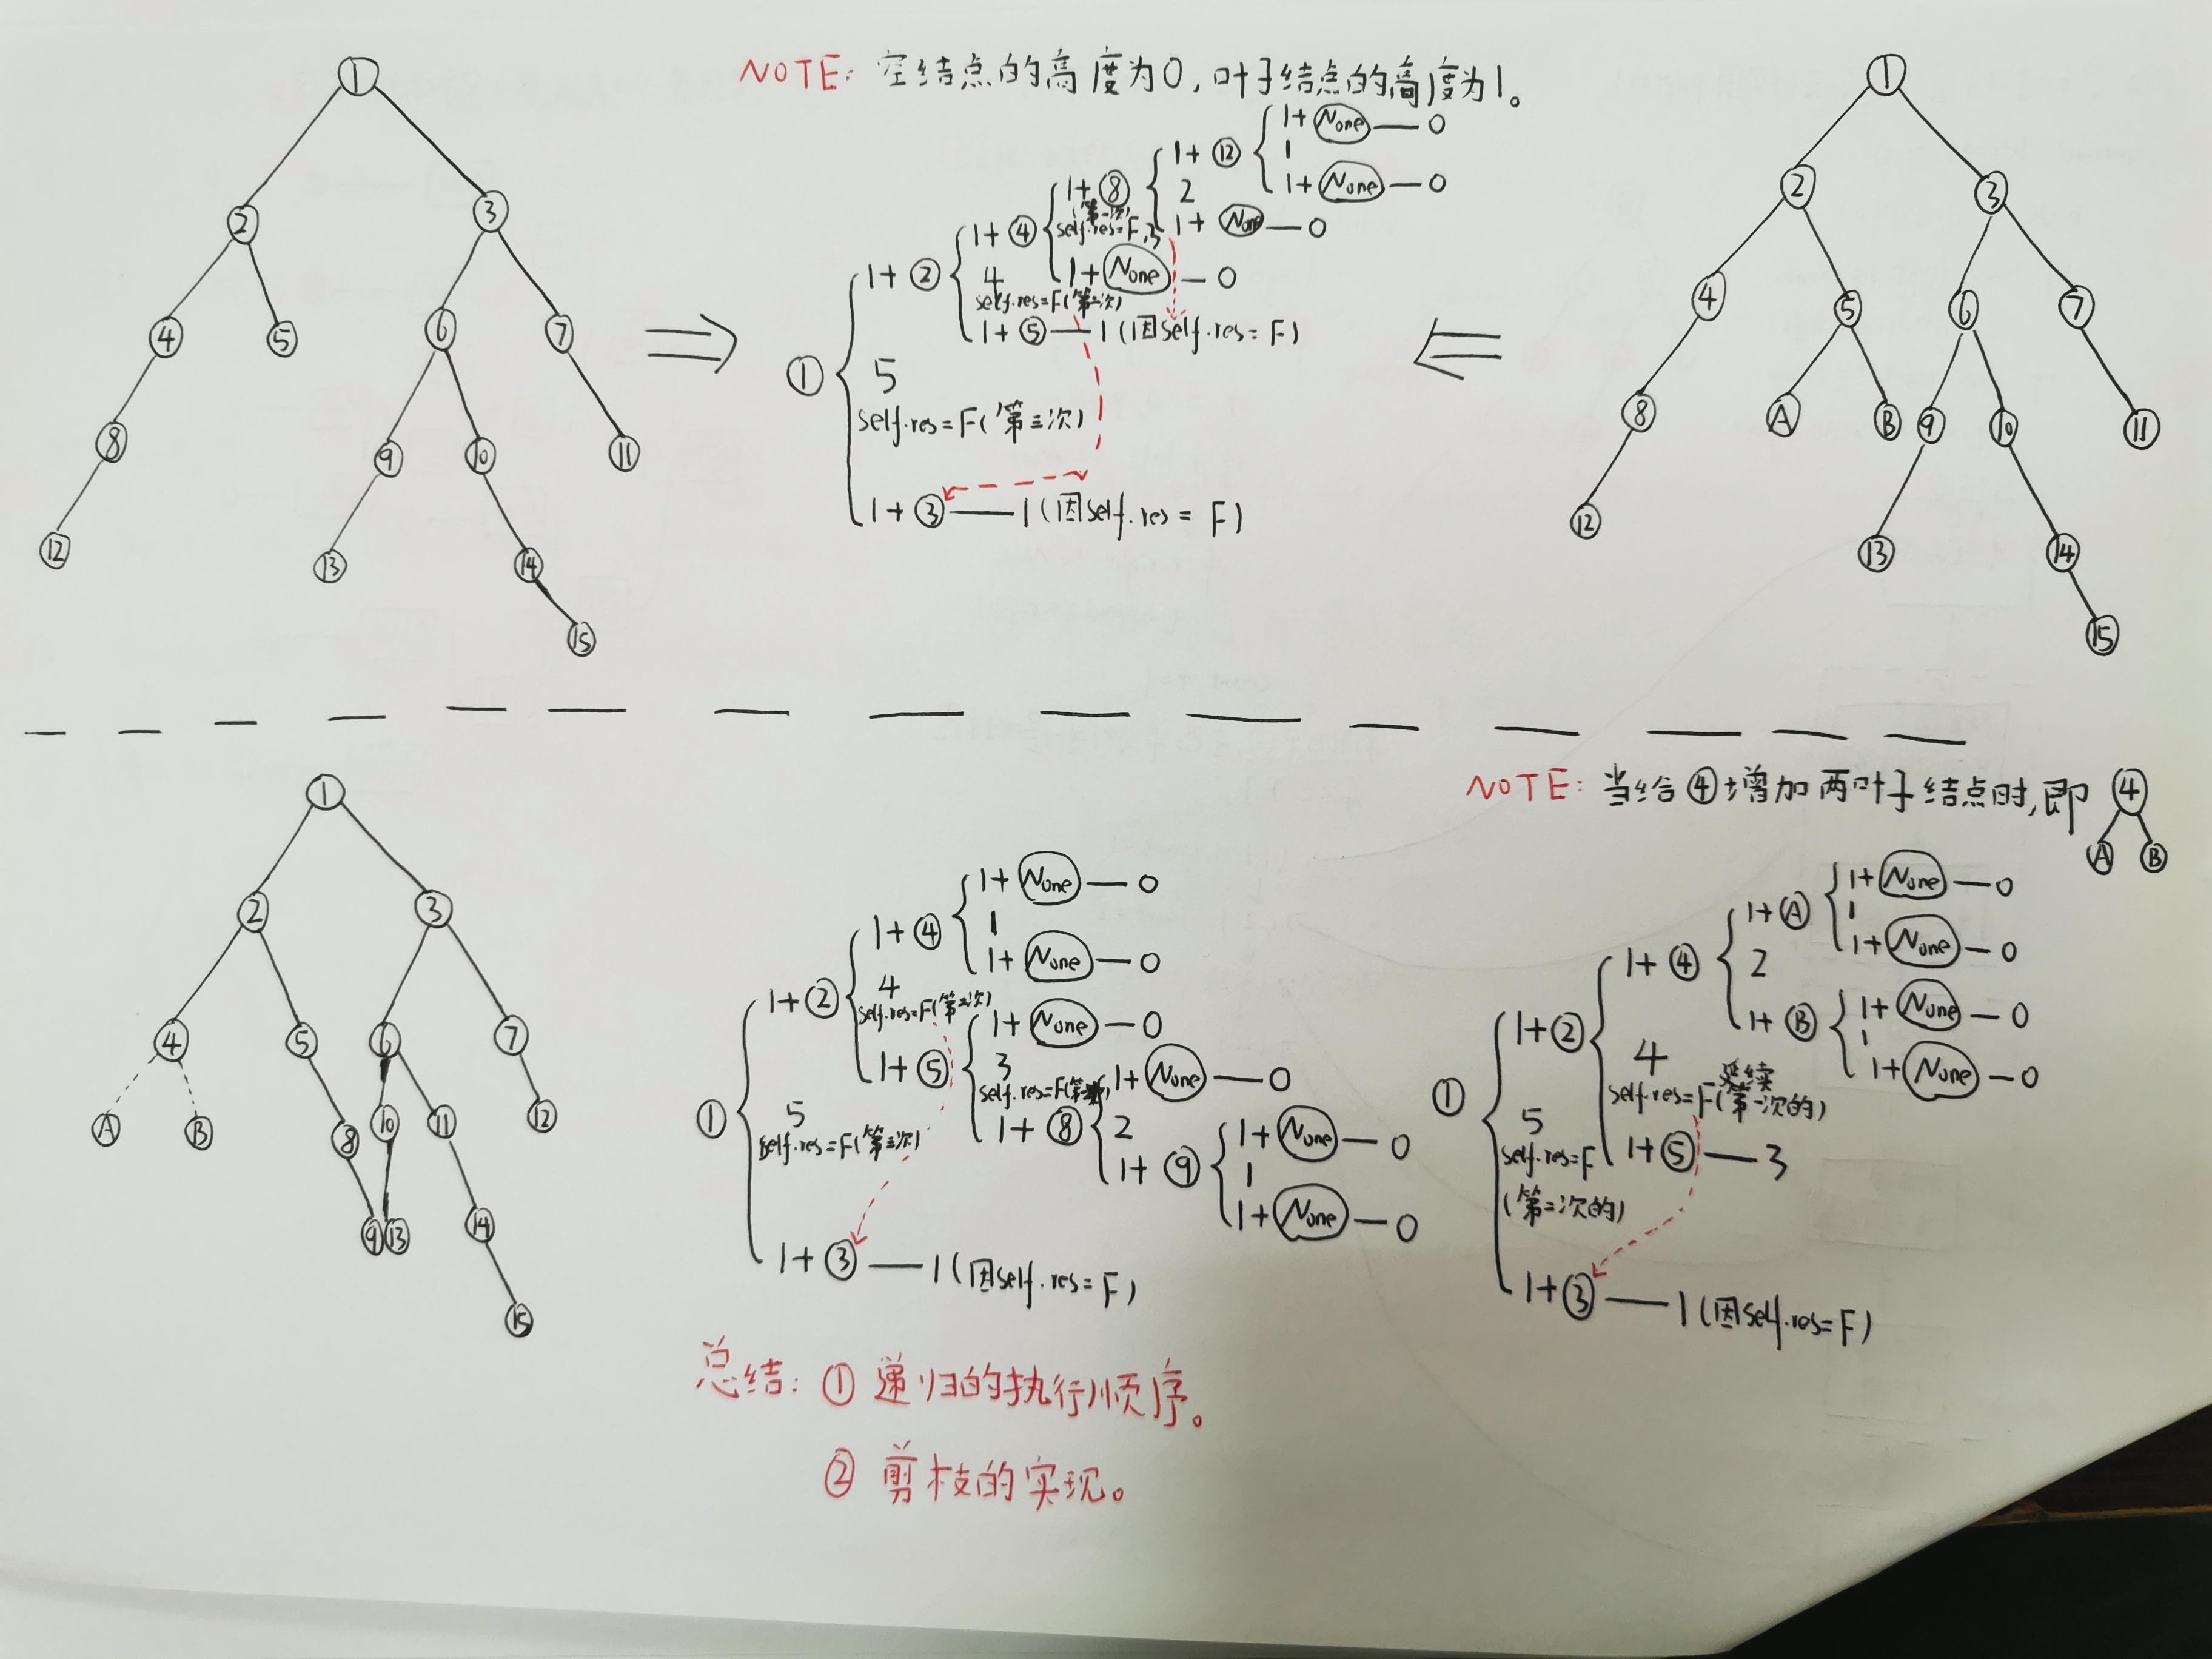 NOTE: 空结点的高度为0,叶子结点的高度为1。
①
②
③
④
⑤
⑥
⑦
⑧
⑨
⑩
⑪
⑫
⑬
⑭
⑮
①
1+②
1+④
1+⑧
(第一次)
self.res=F,3
1+⑫
1+None—0
1
1+None—0
2
1+None—0
1+None—0
4
self.res=F(第二次)
1+⑤—1(因self.res=F)
5
self.res=F(第三次)
1+③—1(因self.res=F)
①
②
③
④
⑤
⑥
⑦
⑧
A
B
⑨
⑩
⑪
⑫
⑬
⑭
⑮
①
②
③
④
⑤
⑥
⑦
A
B
⑧
⑩
⑪
⑫
⑨
⑬
⑭
⑮
①
1+②
1+④
1+None—0
1
1+None—0
4
self.res=F(第二次)
1+⑤
1+None—0
3
1+⑧
1+None—0
2
1+⑨
1+None—0
1
1+None—0
5
self.res=F(第三次)
1+③—1(因self.res=F)
NOTE: 当给④增加两叶子结点时,即
④
A
B
①
1+②
1+④
1+A
1+None—0
1
1+None—0
2
1+B
1+None—0
1
1+None—0
4
延续
self.res=F(第一次的)
1+⑤—3
5
self.res=F
(第二次的)
1+③—1(因self.res=F)
总结: ① 递归的执行顺序。
② 剪枝的实现。